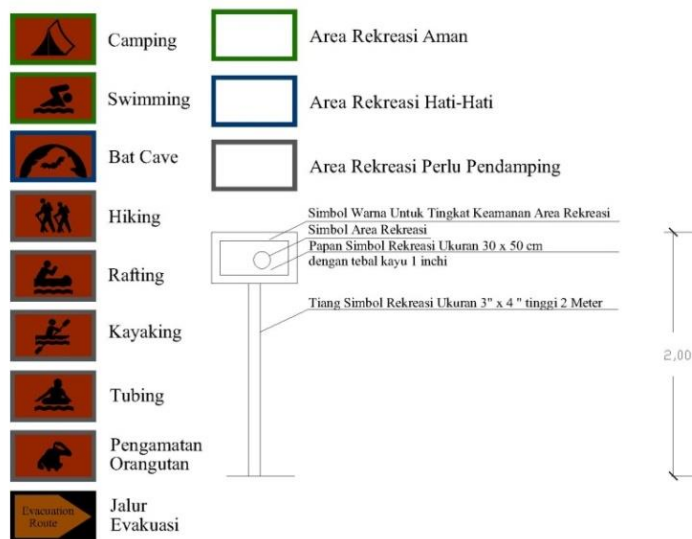 Camping
Swimming
Bat Cave
Hiking
Rafting
Kayaking
Tubing
Pengamatan
Orangutan
Evacuation
Route
Jalur
Evakuasi
Area Rekreasi Aman
Area Rekreasi Hati-Hati
Area Rekreasi Perlu Pendamping
Simbol Warna Untuk Tingkat Keamanan Area Rekreasi
Simbol Area Rekreasi
Papan Simbol Rekreasi Ukuran 30 x 50 cm
dengan tebal kayu 1 inchi
Tiang Simbol Rekreasi Ukuran 3" x 4 " tinggi 2 Meter
2,00